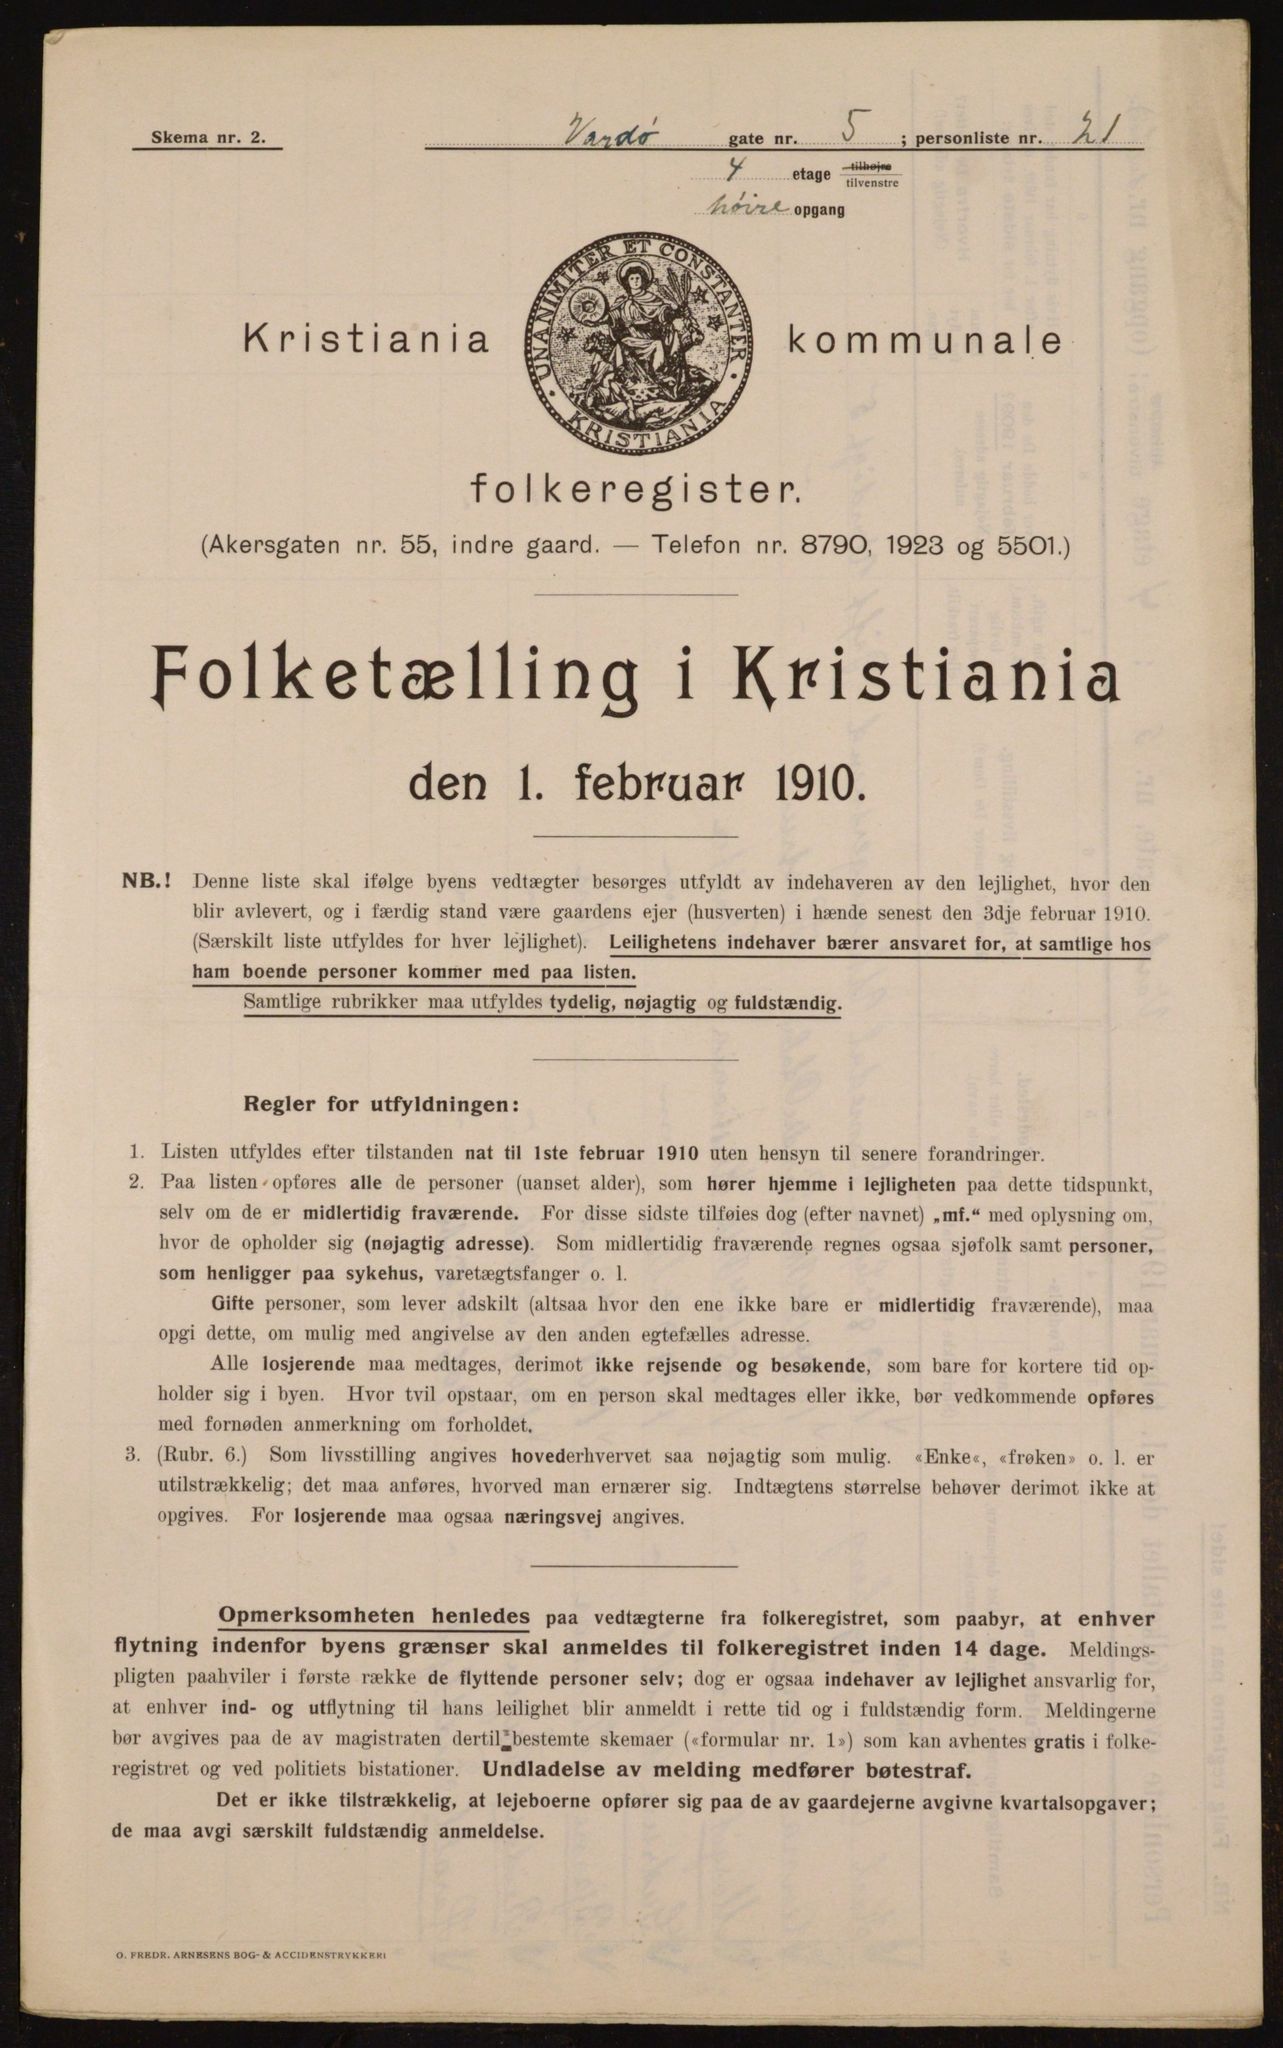 Skema nr. 2. Vardó gate nr. 5 ; personliste nr. 21
4 etage tilhøjre
tilvenstre
høire opgang
UNANIMITER ET CONSTANTER
KRISTIANIA
Kristiania kommunale
folkeregister.
(Akersgaten nr. 55, indre gaard. — Telefon nr. 8790, 1923 og 5501.)
Folketælling i Kristiania
den 1. februar 1910.
NB.! Denne liste skal ifølge byens vedtægter besørges utfyldt av indehaveren av den lejlighet, hvor den
blir avlevert, og i færdig stand være gaardens ejer (husverten) i hænde senest den 3dje februar 1910.
(Særskilt liste utfyldes for hver lejlighet). Leilighetens indehaver bærer ansvaret for, at samtlige hos
ham boende personer kommer med paa listen.
Samtlige rubrikker maa utfyldes tydelig, nøjagtig og fuldstændig.
Regler for utfyldningen:
1. Listen utfyldes efter tilstanden nat til 1ste februar 1910 uten hensyn til senere forandringer.
2. Paa listen opføres alle de personer (uanset alder), som hører hjemme i lejligheten paa dette tidspunkt,
selv om de er midlertidig fraværende. For disse sidste tilføies dog (efter navnet) „mf.“ med oplysning om,
hvor de opholder sig (nøjagtig adresse). Som midlertidig fraværende regnes ogsaa sjøfolk samt personer,
som henligger paa sykehus, varetægtsfanger o. l.
Gifte personer, som lever adskilt (altsaa hvor den ene ikke bare er midlertidig fraværende), maa
opgi dette, om mulig med angivelse av den anden egtefælles adresse.
Alle losjerende maa medtages, derimot ikke rejsende og besøkende, som bare for kortere tid op-
holder sig i byen. Hvor tvil opstaar, om en person skal medtages eller ikke, bør vedkommende opføres
med fornøden anmerkning om forholdet.
3. (Rubr. 6.) Som livsstilling angives hovederhvervet saa nøjagtig som mulig. «Enke«, «frøken» o. l. er
utilstrækkelig; det maa anføres, hvorved man ernærer sig. Indtægtens størrelse behøver derimot ikke at
opgives. For losjerende maa ogsaa næringsvej angives.
Opmerksomheten henledes paa vedtægterne fra folkeregistret, som paabyr, at enhver
flytning indenfor byens grænser skal anmeldes til folkeregistret inden 14 dage. Meldings-
pligten paahviler i første række de flyttende personer selv; dog er ogsaa indehaver av lejlighet ansvarlig for,
at enhver ind- og utflytning til hans leilighet blir anmeldt i rette tid og i fuldstændig form. Meldingerne
bør avgives paa de av magistraten dertil bestemte skemaer («formular nr. 1») som kan avhentes gratis i folke-
registret og ved politiets bistationer. Undladelse av melding medfører bøtestraf.
Det er ikke tilstrækkelig, at lejeboerne opfører sig paa de av gaardejerne avgivne kvartalsopgaver;
de maa avgi særskilt fuldstændig anmeldelse.
O. FREDR. ARNESENS BOG- & ACCIDENSTRYKKERI